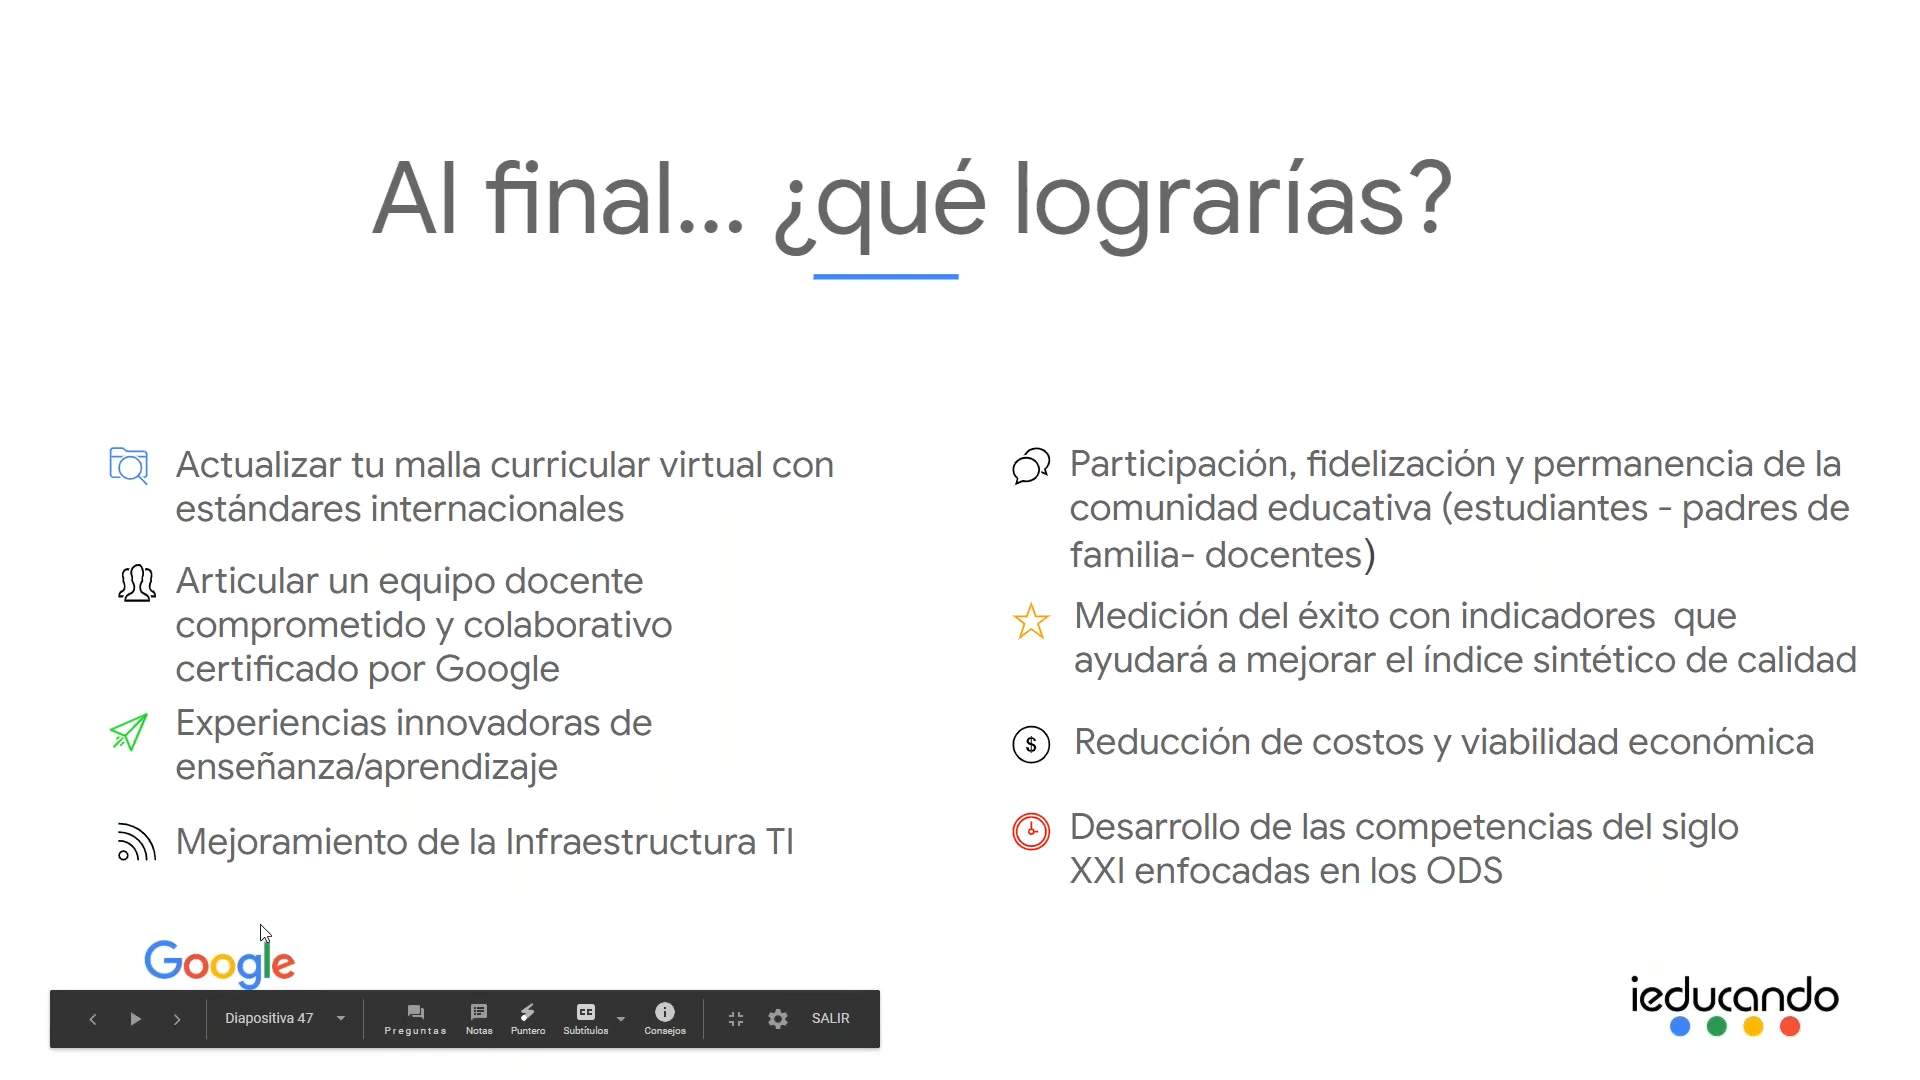 Al final... ¿qué lograrías?
Actualizar tu malla curricular virtual con
estándares internacionales
Articular un equipo docente
comprometido y colaborativo
certificado por Google
Experiencias innovadoras de
enseñanza/aprendizaje
Mejoramiento de la Infraestructura TI
Participación, fidelización y permanencia de la
comunidad educativa (estudiantes - padres de
familia- docentes)
Medición del éxito con indicadores  que
ayudará a mejorar el índice sintético de calidad
$
Reducción de costos y viabilidad económica
Desarrollo de las competencias del siglo
XXI enfocadas en los ODS
Google
Diapositiva 47
Preguntas
Notas
Puntero
CC
Subtítulos
Consejos
SALIR
ieducando